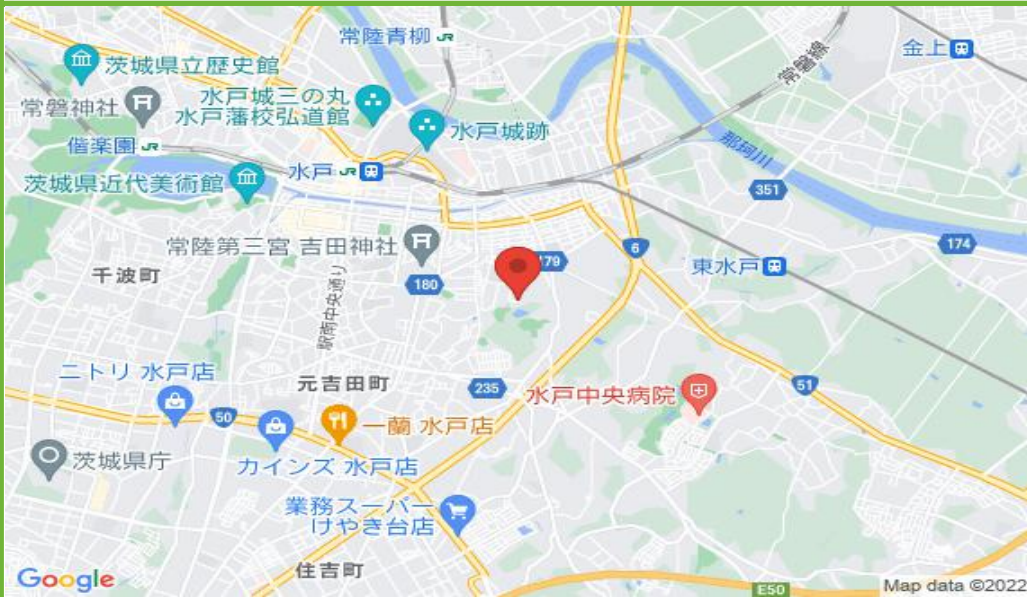 常陸青柳
JR
金上
茨城県立歴史館
常磐線
常磐神社
水戸城三の丸
水戸藩校弘道館
水戸城跡
偕楽園
JR
那珂川
水戸
JR
茨城県近代美術館
351
常陸第三宮 吉田神社
6
174
179
東水戸
千波町
180
駅南中央通り
ニトリ 水戸店
元吉田町
235
水戸中央病院
51
50
一蘭 水戸店
茨城県庁
カインズ 水戸店
業務スーパー
けやき台店
住吉町
Google
E50
Map data ©2022